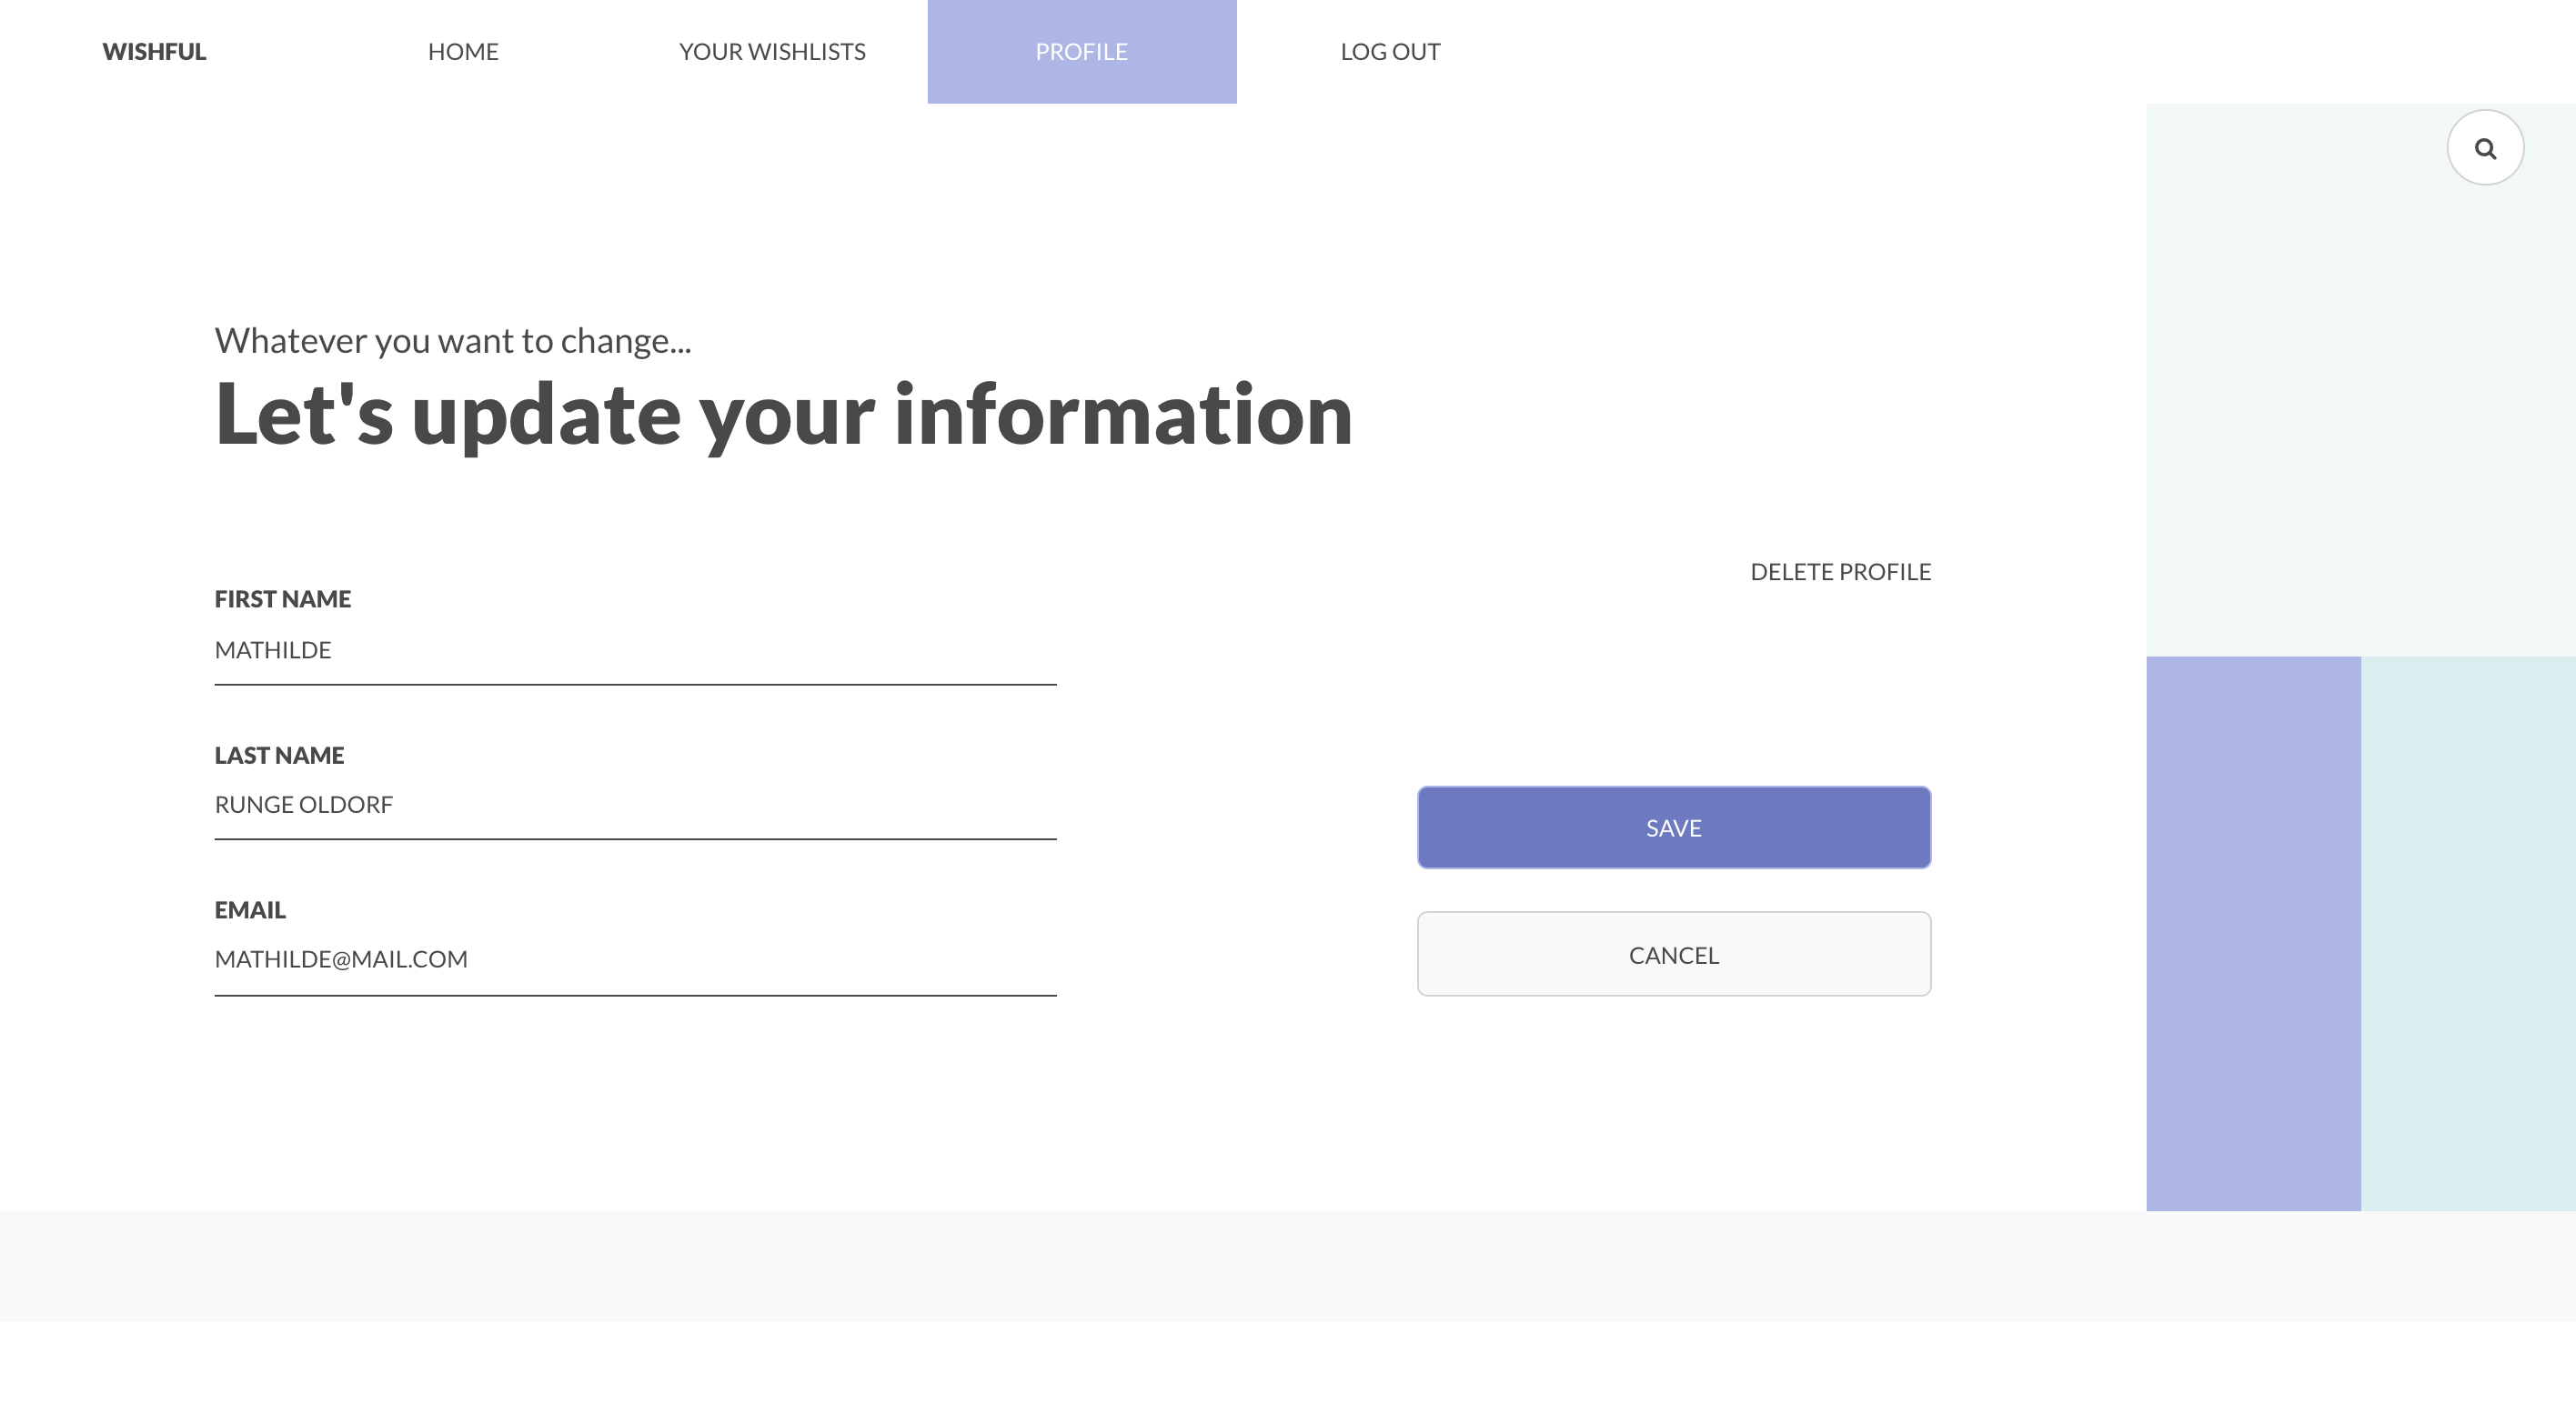 WISHFUL
HOME
YOUR WISHLISTS
PROFILE
LOG OUT
Whatever you want to change...
Let's update your information
DELETE PROFILE
FIRST NAME
MATHILDE
LAST NAME
RUNGE OLDORF
EMAIL
MATHILDE@MAIL.COM
SAVE
CANCEL